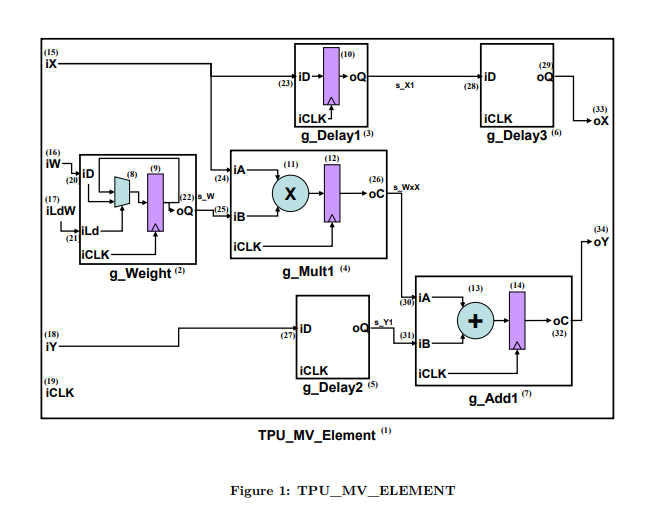 (15)
iX
(10)
iD
oQ
(23)
iCLK
g_Delay1 (3)
s_X1
iD
(28)
(29)
oQ
iCLK
g_Delay3 (6)
(33)
oX
(16)
iW
(20)
iD
(17)
iLdW
(21)
iLd
(8)
(9)
(22)
oQ
iCLK
g_Weight (2)
s_W
(24)
iA
(25)
iB
(11)
X
(12)
(26)
oC
iCLK
g_Mult1 (4)
s_WxX
(34)
oY
(18)
iY
(27)
iD
oQ
iCLK
g_Delay2 (5)
s_Y1
(30)
iA
(31)
iB
(13)
+
(14)
oC
(32)
iCLK
g_Add1 (7)
(19)
iCLK
TPU_MV_Element (1)
Figure 1: TPU_MV_ELEMENT